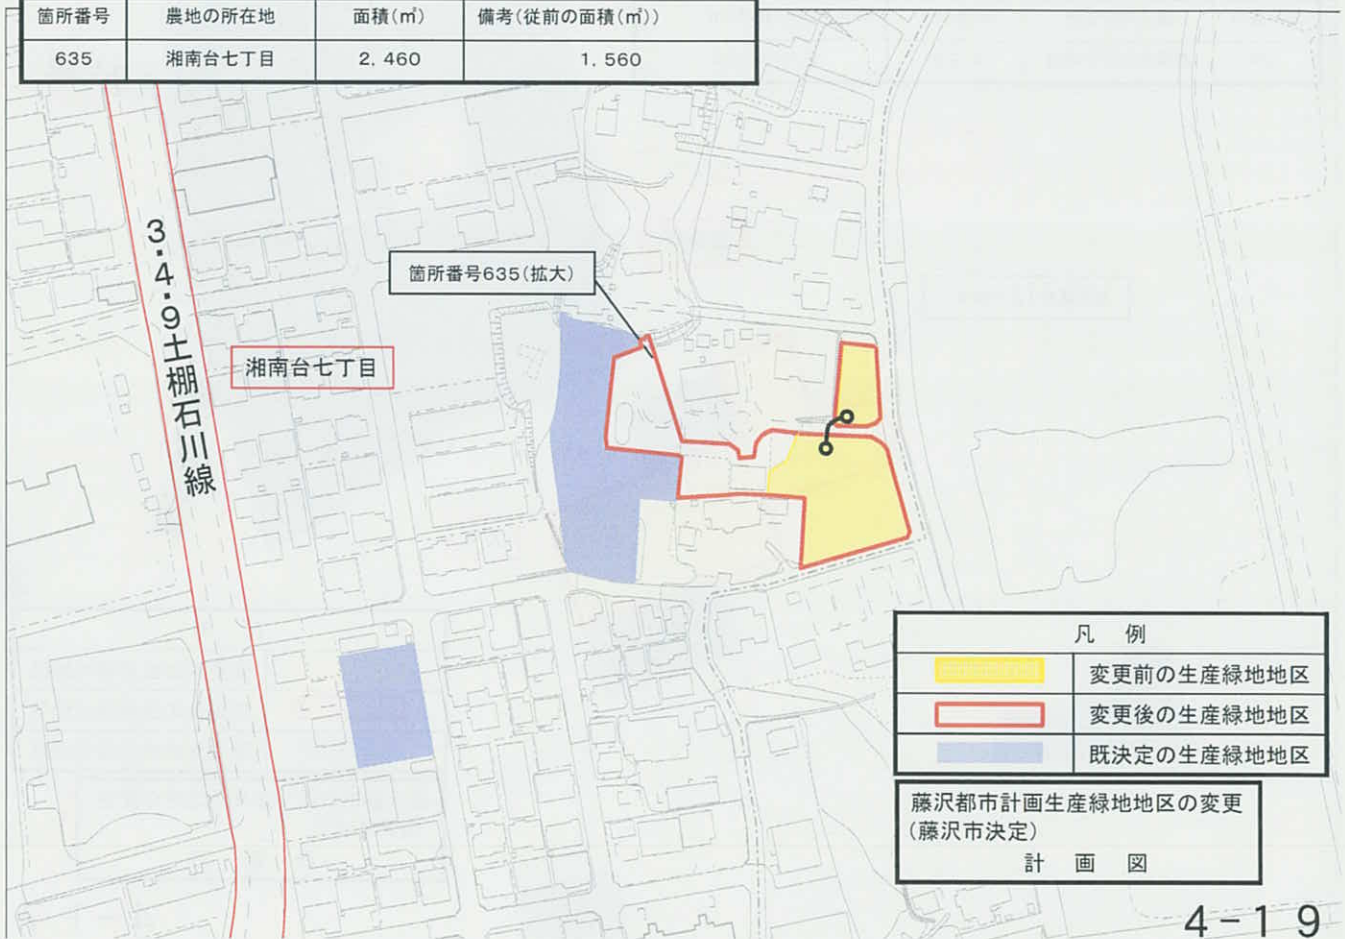 箇所番号 農地の所在地 面積(㎡) 備考(従前の面積(㎡))
635 湘南台七丁目 2.460 1.560
3・4・9土棚石川線
箇所番号635(拡大)
湘南台七丁目
凡 例
変更前の生産緑地地区
変更後の生産緑地地区
既決定の生産緑地地区
藤沢都市計画生産緑地地区の変更
(藤沢市決定)
計 画 図
4-19